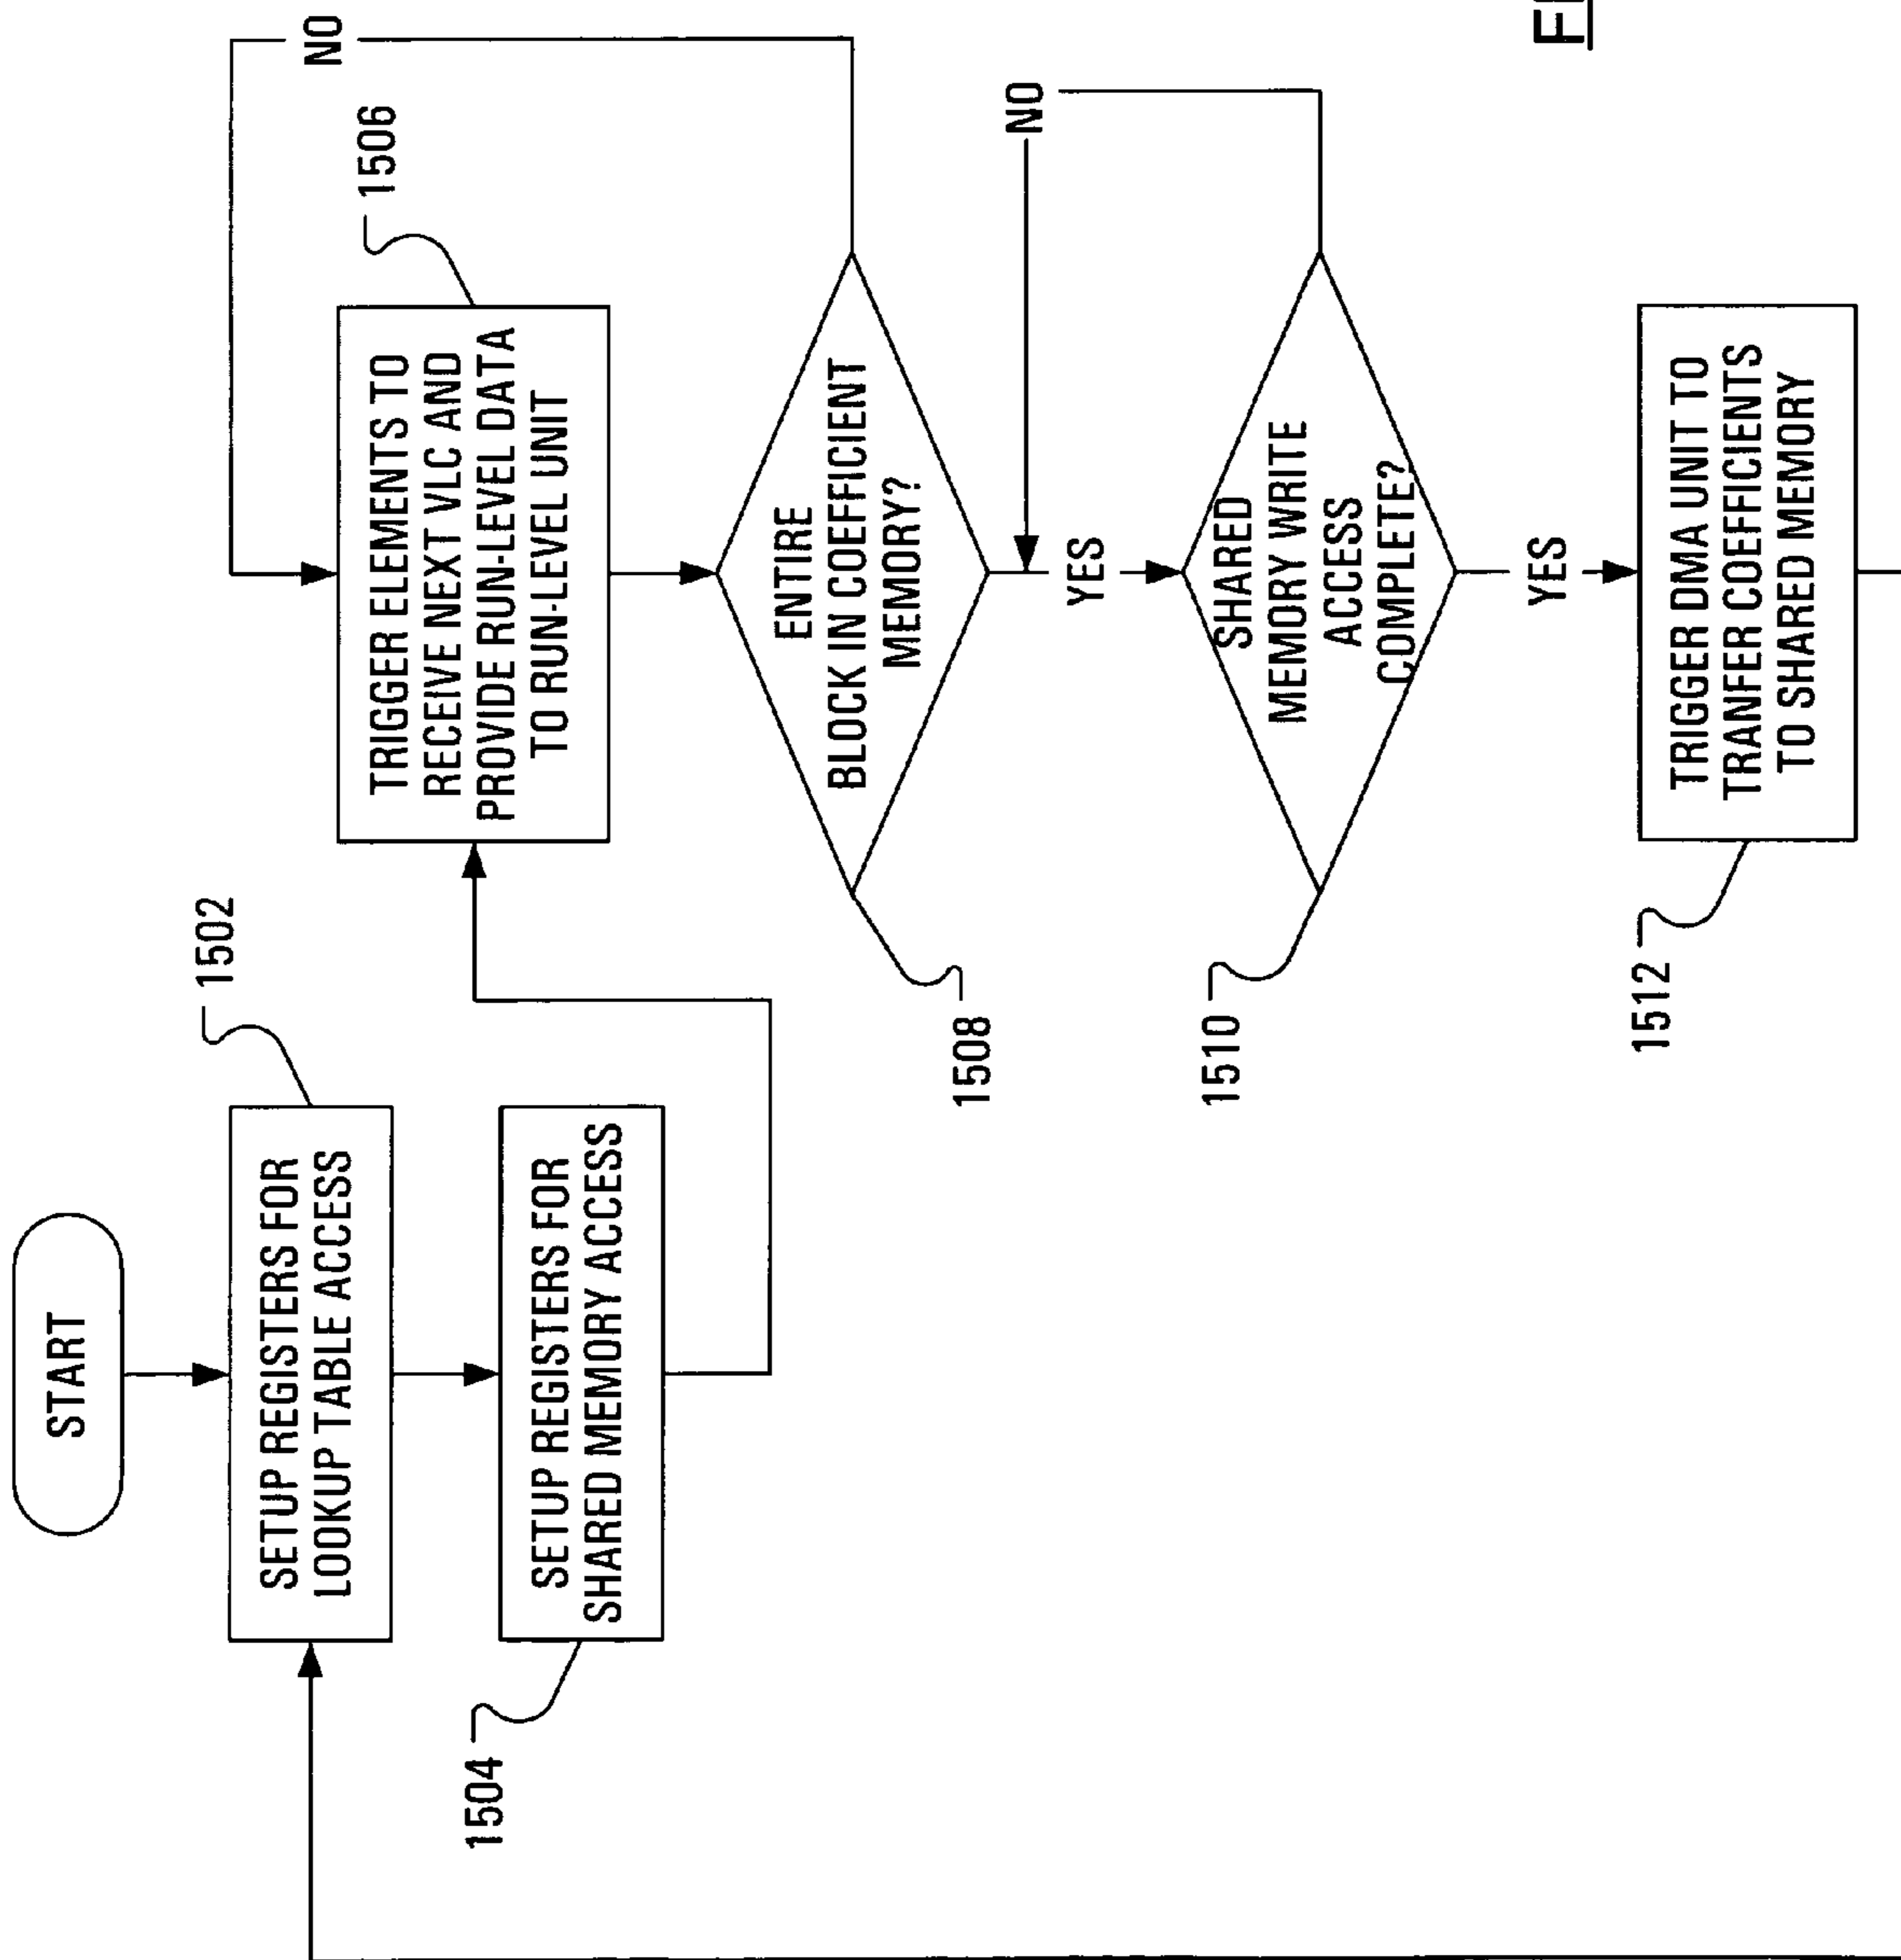 START
SETUP REGISTERS FOR
LOOKUP TABLE ACCESS
1502
SETUP REGISTERS FOR
SHARED MEMORY ACCESS
1504
TRIGGER ELEMENTS TO
RECEIVE NEXT VLC AND
PROVIDE RUN-LEVEL DATA
TO RUN-LEVEL UNIT
1506
NO
ENTIRE
BLOCK IN COEFFICIENT
MEMORY?
1508
YES
NO
SHARED
MEMORY WRITE
ACCESS
COMPLETE?
1510
YES
TRIGGER DMA UNIT TO
TRANFER COEFFICIENTS
TO SHARED MEMORY
1512